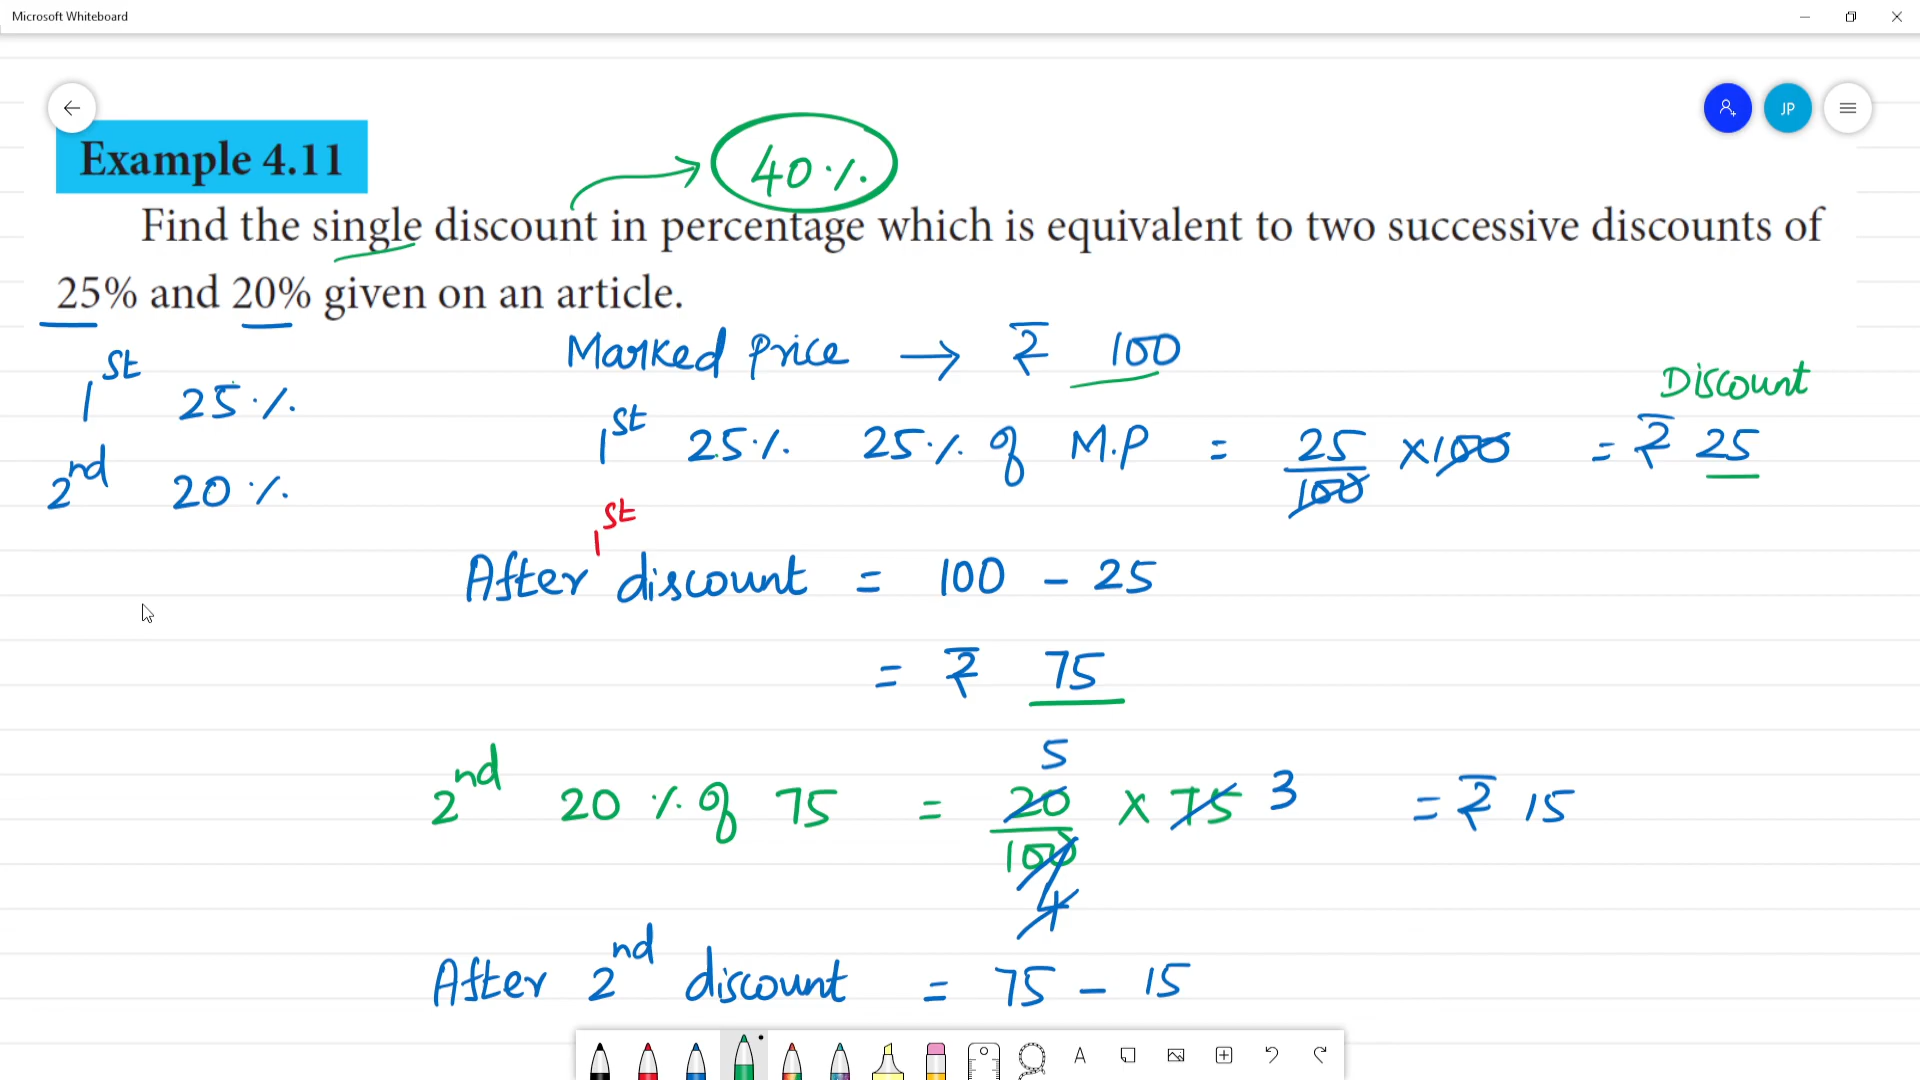 Microsoft Whiteboard
JP
Example 4.11
40%
Find the single discount in percentage which is equivalent to two successive discounts of
25% and 20% given on an article.
Marked Price → ₹ 100
1st 25%
Discount
1st 25% 25% of M.P = 25/100 × 100 = ₹ 25
2nd 20%
1st
After discount = 100 - 25
= ₹ 75
5
2nd 20% of 75 = 20/100 × 75 3 = ₹ 15
4
After 2nd discount = 75 - 15
A